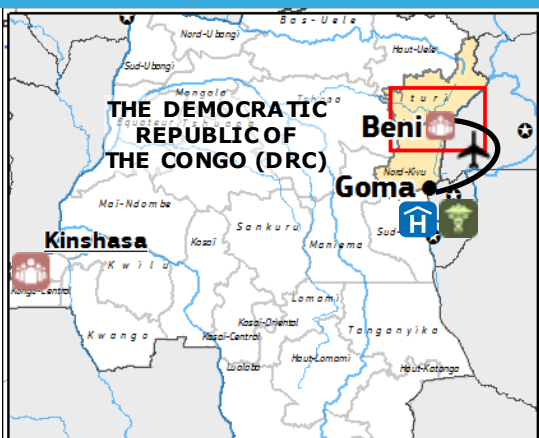 Bas-Uele
Nord-Ubangi
Haut-Uele
Sud-Ubangi
Mongala
Tshopo
Ituri
THE DEMOCRATIC
Equateur
Tshuapa
REPUBLIC OF
Beni
THE CONGO (DRC)
Nord-Kivu
Goma
Maï-Ndombe
Sankuru
Sud-
H
Kinshasa
Kasaï
Maniema
Kwilu
Kongo-Central
Lomami
Kwango
Kasaï-Oriental
Kasaï-Central
Tanganyika
Lualaba
Haut-Lomami
Haut-Katanga